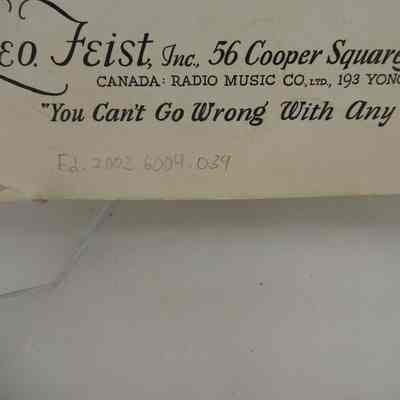 EO. FEIST, Inc., 56 Cooper Square
CANADA: RADIO MUSIC CO., LTD., 193 YONG
"You Can't Go Wrong With Any
Ed. 2002 6004.039